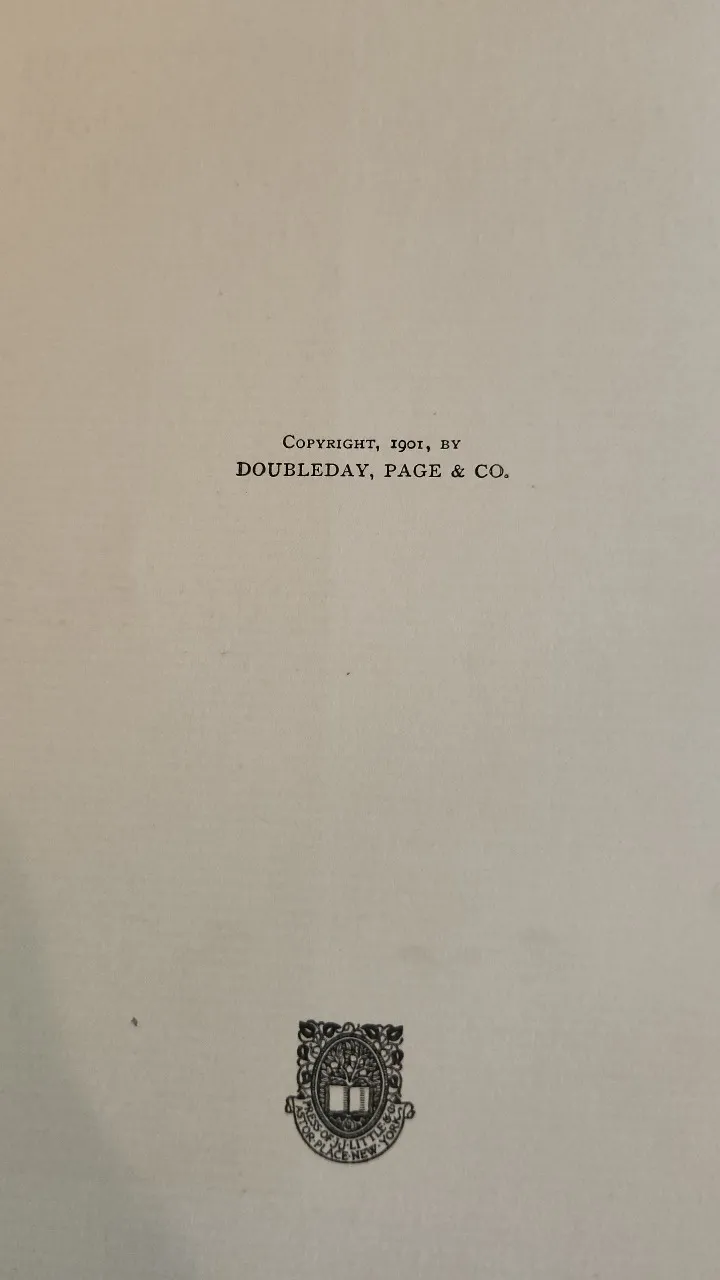 Copyright, 1901, by
DOUBLEDAY, PAGE & CO.
PRESS OF J.J. LITTLE & CO.
ASTOR PLACE·NEW·YORK